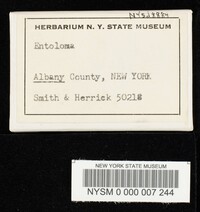 HERBARIUM N. Y. STATE MUSEUM
Entoloma
Albany County, NEW YORK
Smith & Herrick
NEW YORK STATE MUSEUM
NYSM 0 000 007 244